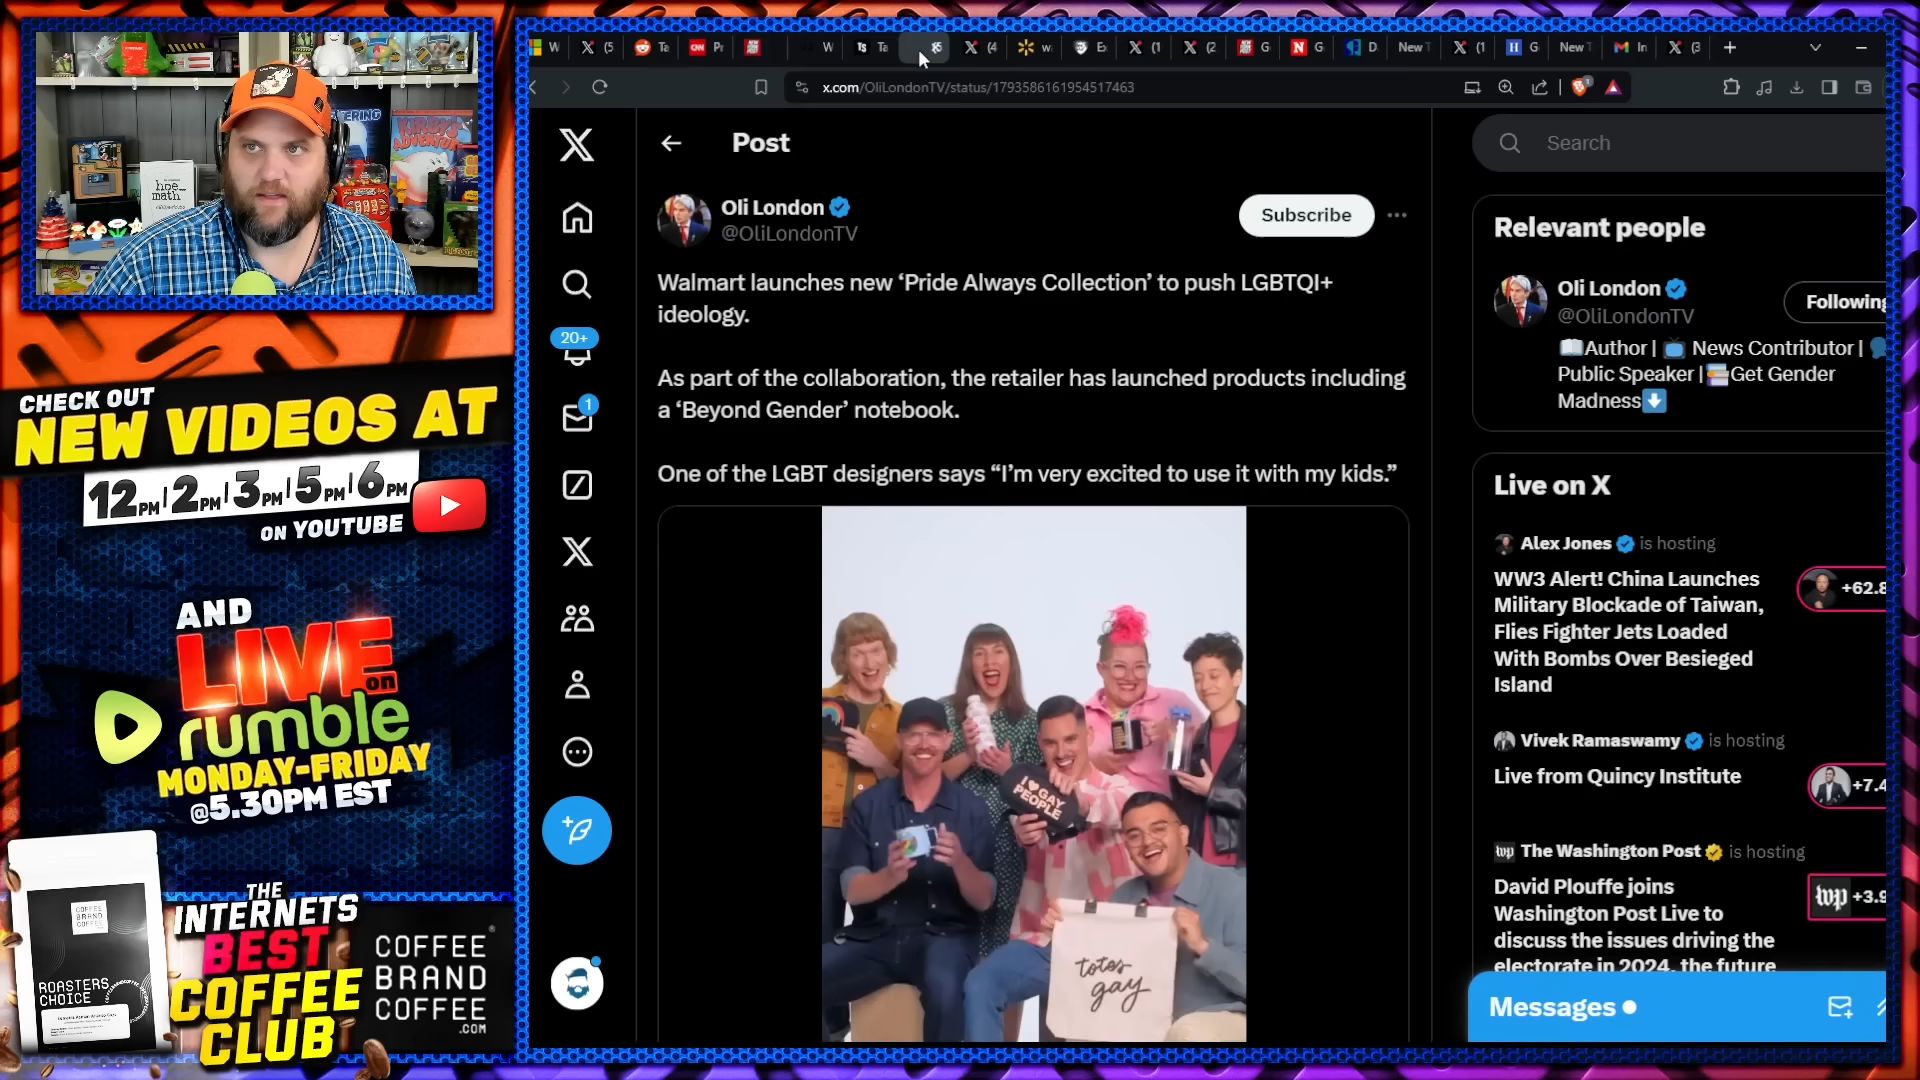 CHECK OUT
NEW VIDEOS AT
12PM | 2PM | 3PM | 5PM | 6PM
ON YOUTUBE
AND
LIVE on
rumble
MONDAY-FRIDAY
@5.30PM EST
THE
INTERNETS
BEST
COFFEE
CLUB
COFFEE
BRAND
COFFEE
.COM
COFFEE
BRAND
COFFEE
ROASTERS
CHOICE
hoe_
math
KIRBY'S
ADVENTURE
x.com/OliLondonTV/status/1793586161954517463
Post
Oli London
@OliLondonTV
Subscribe
Walmart launches new ‘Pride Always Collection’ to push LGBTQI+
ideology.
As part of the collaboration, the retailer has launched products including
a ‘Beyond Gender’ notebook.
One of the LGBT designers says “I’m very excited to use it with my kids.”
I ♥ GAY
PEOPLE
totes
gay
20+
1
Search
Relevant people
Oli London
@OliLondonTV
Following
📖Author | 📺 News Contributor | 🗣
Public Speaker | 📚Get Gender
Madness⬇
Live on X
Alex Jones is hosting
WW3 Alert! China Launches
Military Blockade of Taiwan,
Flies Fighter Jets Loaded
With Bombs Over Besieged
Island
+62.8
Vivek Ramaswamy is hosting
Live from Quincy Institute
+7.4
The Washington Post is hosting
David Plouffe joins
Washington Post Live to
discuss the issues driving the
electorate in 2024, the future
wp +3.9
Messages